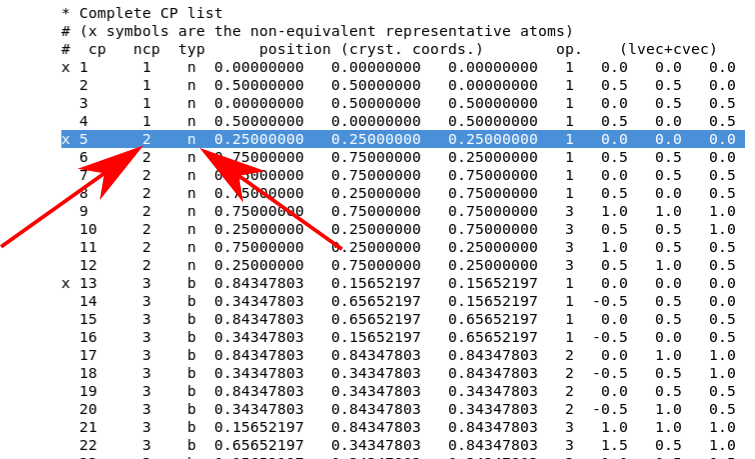 * Complete CP list
# (x symbols are the non-equivalent representative atoms)
# cp ncp typ position (cryst. coords.) op. (lvec+cvec)
x 1 1 n 0.00000000 0.00000000 0.00000000 1 0.0 0.0 0.0
2 1 n 0.50000000 0.50000000 0.00000000 1 0.5 0.5 0.0
3 1 n 0.00000000 0.50000000 0.50000000 1 0.0 0.5 0.5
4 1 n 0.50000000 0.00000000 0.50000000 1 0.5 0.0 0.5
x 5 2 n 0.25000000 0.25000000 0.25000000 1 0.0 0.0 0.0
6 2 n 0.75000000 0.75000000 0.25000000 1 0.5 0.5 0.0
7 2 n 0.25000000 0.75000000 0.75000000 1 0.0 0.5 0.5
8 2 n 0.75000000 0.25000000 0.75000000 1 0.5 0.0 0.5
9 2 n 0.75000000 0.75000000 0.75000000 3 1.0 1.0 1.0
10 2 n 0.25000000 0.25000000 0.75000000 3 0.5 0.5 1.0
11 2 n 0.75000000 0.25000000 0.25000000 3 1.0 0.5 0.5
12 2 n 0.25000000 0.75000000 0.25000000 3 0.5 1.0 0.5
x 13 3 b 0.84347803 0.15652197 0.15652197 1 0.0 0.0 0.0
14 3 b 0.34347803 0.65652197 0.15652197 1 -0.5 0.5 0.0
15 3 b 0.84347803 0.65652197 0.65652197 1 0.0 0.5 0.5
16 3 b 0.34347803 0.15652197 0.65652197 1 -0.5 0.0 0.5
17 3 b 0.84347803 0.84347803 0.84347803 2 0.0 1.0 1.0
18 3 b 0.34347803 0.34347803 0.84347803 2 -0.5 0.5 1.0
19 3 b 0.84347803 0.34347803 0.34347803 2 0.0 0.5 0.5
20 3 b 0.34347803 0.84347803 0.34347803 2 -0.5 1.0 0.5
21 3 b 0.15652197 0.84347803 0.84347803 3 1.0 1.0 1.0
22 3 b 0.65652197 0.34347803 0.84347803 3 1.5 0.5 1.0